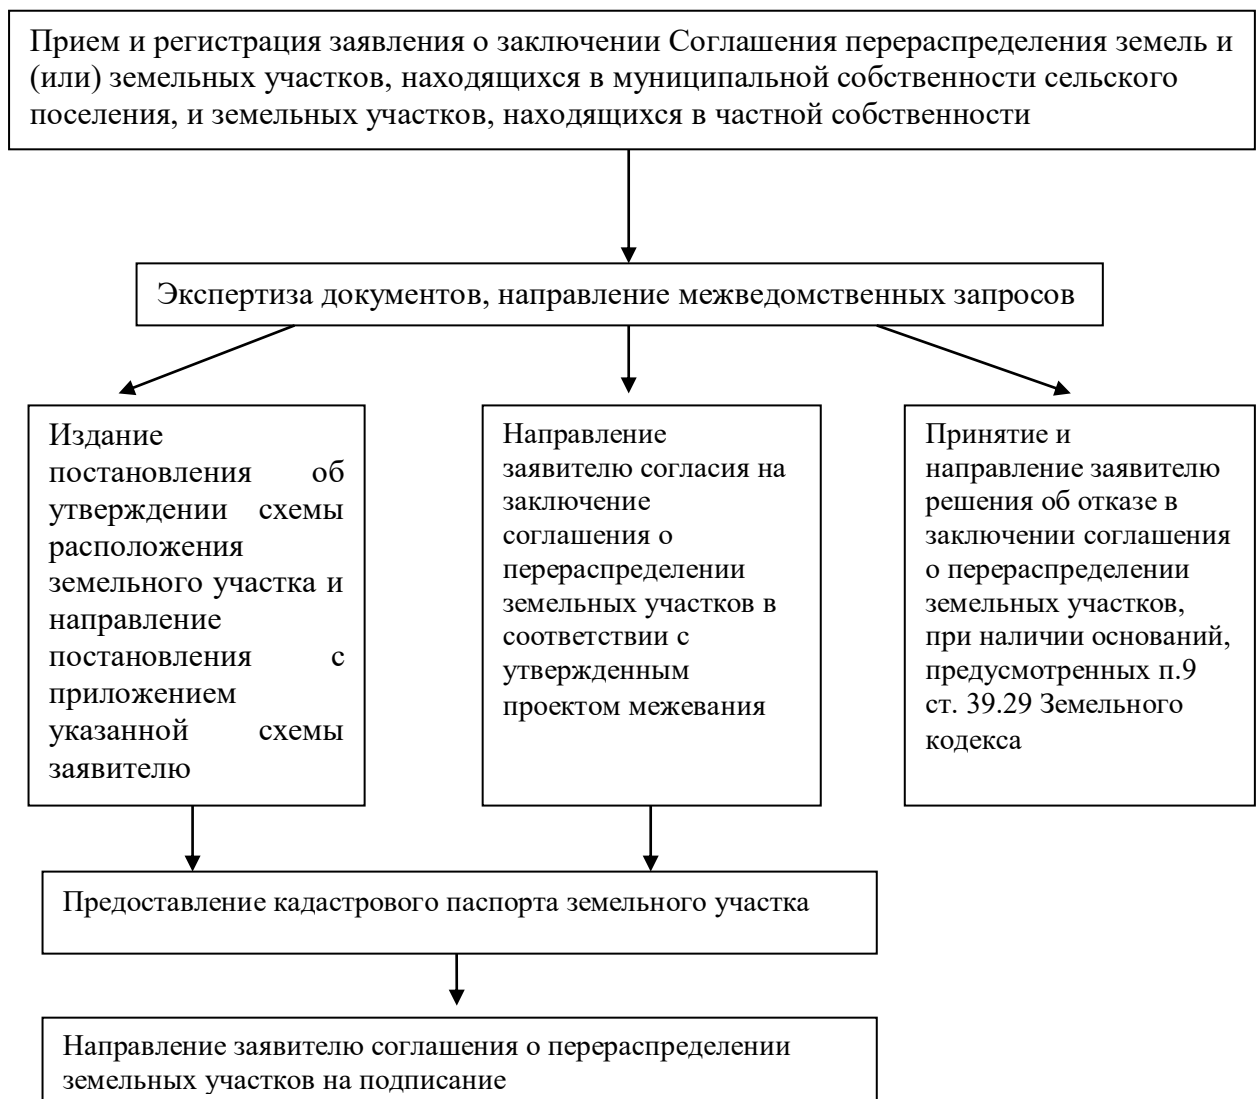 Прием и регистрация заявления о заключении Соглашения перераспределения земель и
(или) земельных участков, находящихся в муниципальной собственности сельского
поселения, и земельных участков, находящихся в частной собственности
Экспертиза документов, направление межведомственных запросов
Издание
постановления об
утверждении схемы
расположения
земельного участка и
направление
постановления с
приложением
указанной схемы
заявителю
Направление
заявителю согласия на
заключение
соглашения о
перераспределении
земельных участков в
соответствии с
утвержденным
проектом межевания
Принятие и
направление заявителю
решения об отказе в
заключении соглашения
о перераспределении
земельных участков,
при наличии оснований,
предусмотренных п.9
ст. 39.29 Земельного
кодекса
Предоставление кадастрового паспорта земельного участка
Направление заявителю соглашения о перераспределении
земельных участков на подписание